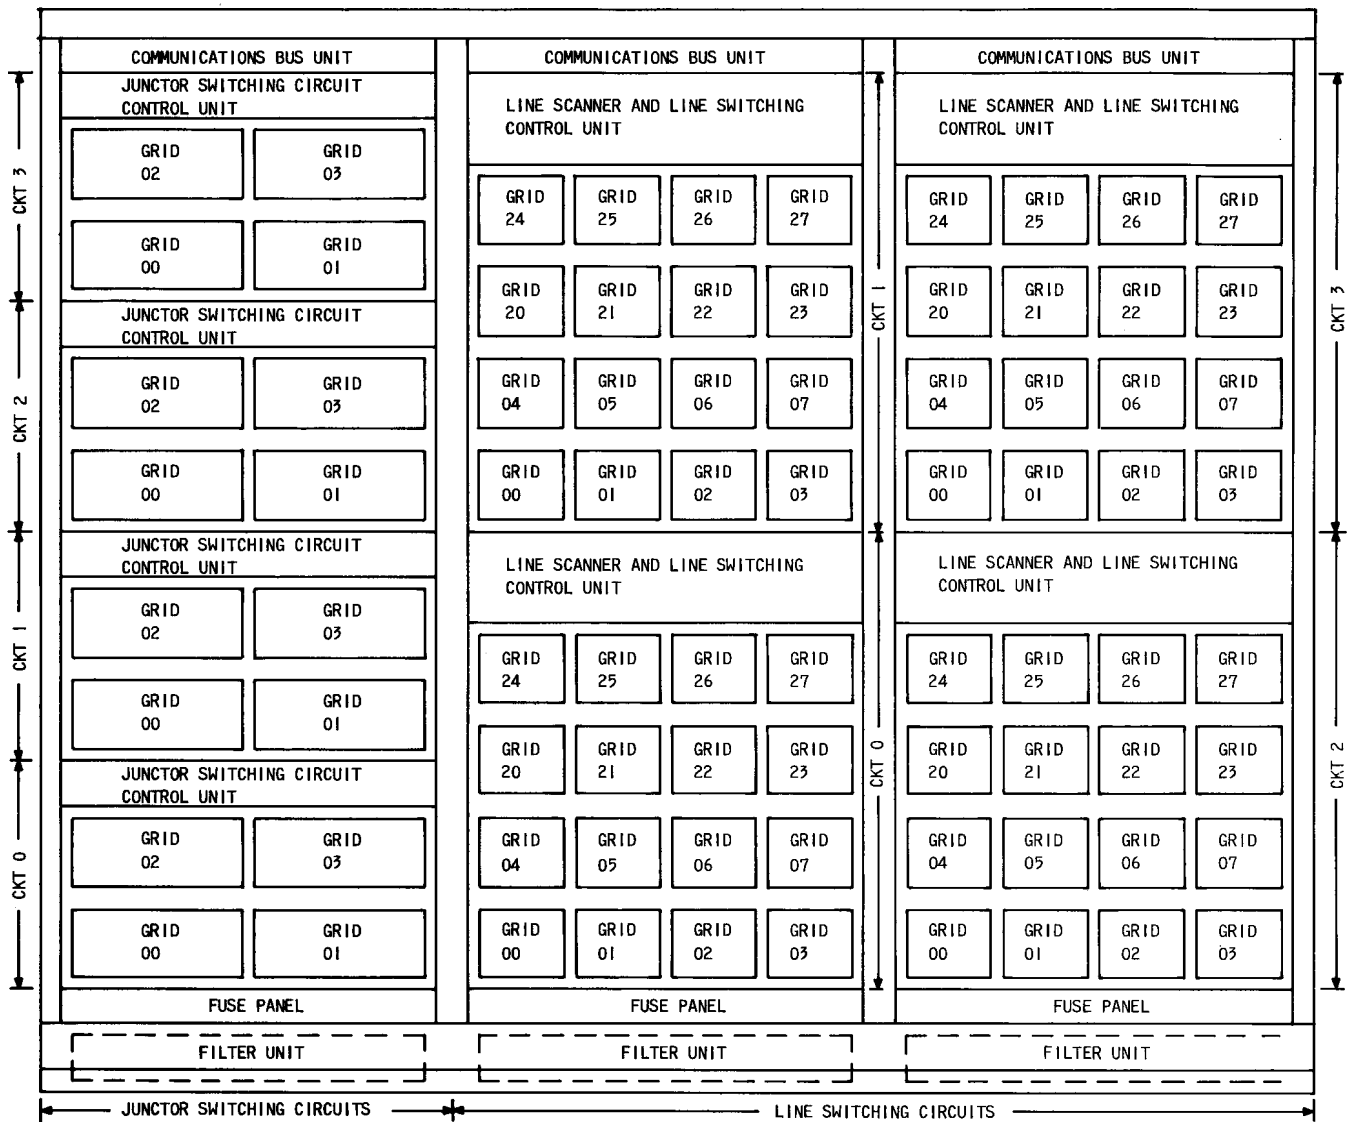 COMMUNICATIONS BUS UNIT
JUNCTOR SWITCHING CIRCUIT
CONTROL UNIT
GRID
02
GRID
03
GRID
00
GRID
01
CKT 3
JUNCTOR SWITCHING CIRCUIT
CONTROL UNIT
GRID
02
GRID
03
GRID
00
GRID
01
CKT 2
JUNCTOR SWITCHING CIRCUIT
CONTROL UNIT
GRID
02
GRID
03
GRID
00
GRID
01
CKT 1
JUNCTOR SWITCHING CIRCUIT
CONTROL UNIT
GRID
02
GRID
03
GRID
00
GRID
01
CKT 0
FUSE PANEL
FILTER UNIT
JUNCTOR SWITCHING CIRCUITS
COMMUNICATIONS BUS UNIT
LINE SCANNER AND LINE SWITCHING
CONTROL UNIT
GRID
24
GRID
25
GRID
26
GRID
27
GRID
20
GRID
21
GRID
22
GRID
23
GRID
04
GRID
05
GRID
06
GRID
07
GRID
00
GRID
01
GRID
02
GRID
03
CKT 1
LINE SCANNER AND LINE SWITCHING
CONTROL UNIT
GRID
24
GRID
25
GRID
26
GRID
27
GRID
20
GRID
21
GRID
22
GRID
23
GRID
04
GRID
05
GRID
06
GRID
07
GRID
00
GRID
01
GRID
02
GRID
03
CKT 0
FUSE PANEL
FILTER UNIT
COMMUNICATIONS BUS UNIT
LINE SCANNER AND LINE SWITCHING
CONTROL UNIT
GRID
24
GRID
25
GRID
26
GRID
27
GRID
20
GRID
21
GRID
22
GRID
23
GRID
04
GRID
05
GRID
06
GRID
07
GRID
00
GRID
01
GRID
02
GRID
03
CKT 3
LINE SCANNER AND LINE SWITCHING
CONTROL UNIT
GRID
24
GRID
25
GRID
26
GRID
27
GRID
20
GRID
21
GRID
22
GRID
23
GRID
04
GRID
05
GRID
06
GRID
07
GRID
00
GRID
01
GRID
02
GRID
03
CKT 2
FUSE PANEL
FILTER UNIT
LINE SWITCHING CIRCUITS